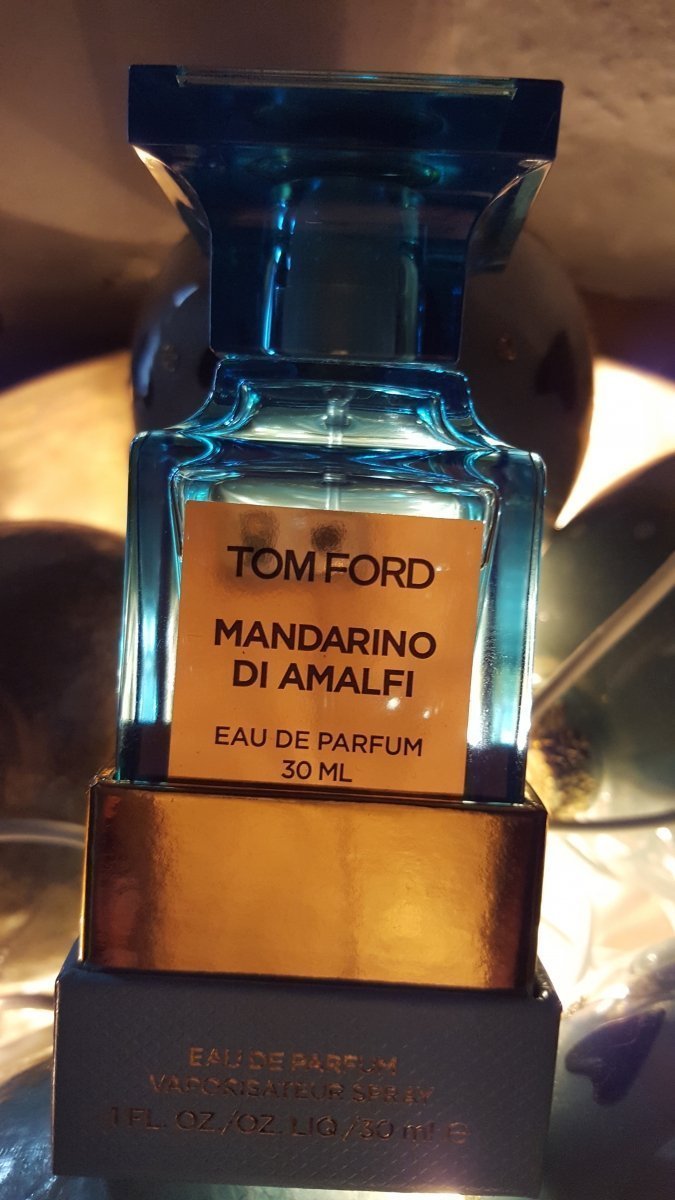 TOM FORD
MANDARINO
DI AMALFI
EAU DE PARFUM
30 ML
EAU DE PARFUM
VAPORISATEUR SPRAY
1 FL. OZ./OZ. LIQ./30 ml ℮